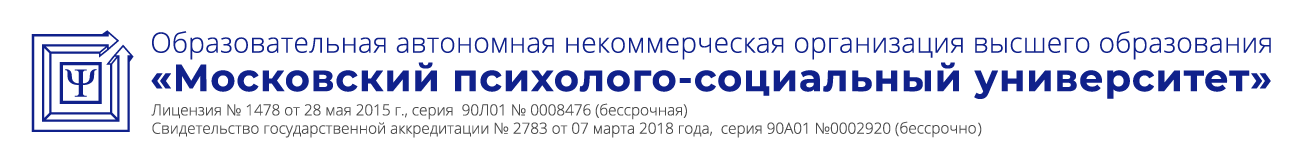 Образовательная автономная некоммерческая организация высшего образования
«Московский психолого-социальный университет»
Лицензия № 1478 от 28 мая 2015 г., серия 90Л01 № 0008476 (бессрочная)
Свидетельство государственной аккредитации № 2783 от 07 марта 2018 года, серия 90А01 №0002920 (бессрочно)
Ψ